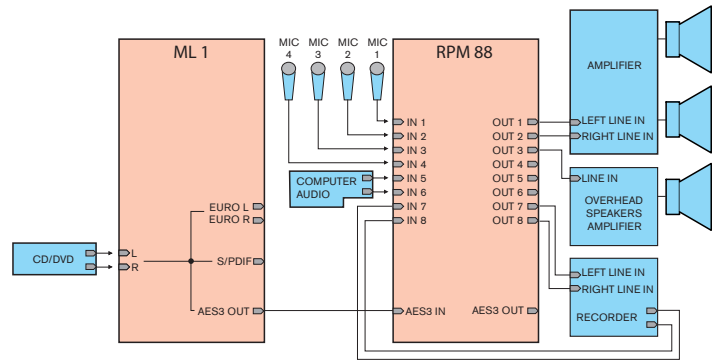 ML 1
MIC 4
MIC 3
MIC 2
MIC 1
RPM 88
AMPLIFIER
LEFT LINE IN
RIGHT LINE IN
IN 1
IN 2
IN 3
IN 4
IN 5
IN 6
IN 7
IN 8
OUT 1
OUT 2
OUT 3
OUT 4
OUT 5
OUT 6
OUT 7
OUT 8
COMPUTER
AUDIO
LINE IN
OVERHEAD
SPEAKERS
AMPLIFIER
EURO L
EURO R
CD/DVD
L
R
S/PDIF
AES3 OUT
AES3 IN
AES3 OUT
LEFT LINE IN
RIGHT LINE IN
RECORDER